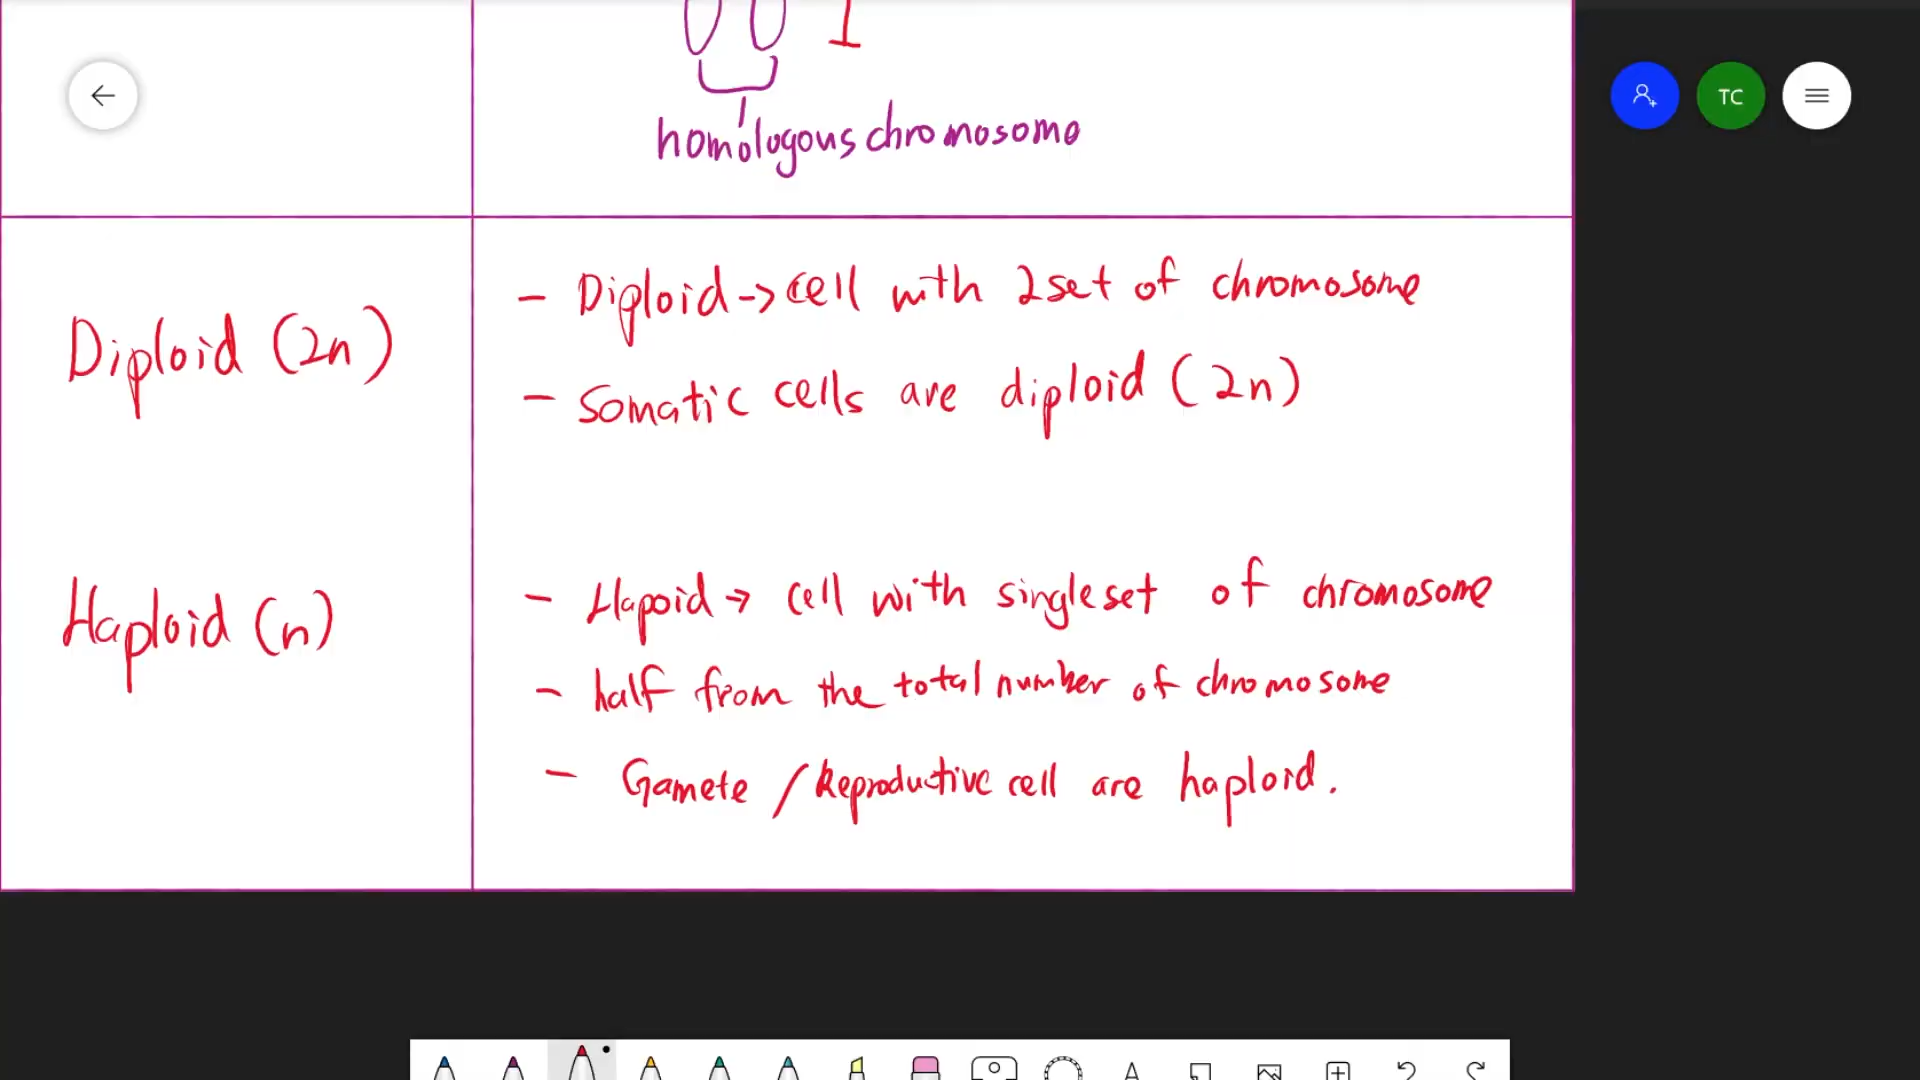 I
homologous chromosome
TC
Diploid (2n)
- Diploid -> cell with 2 set of chromosome
- Somatic cells are diploid (2n)
Haploid (n)
- Hapoid -> cell with single set of chromosome
- half from the total number of chromosome
- Gamete / Reproductive cell are haploid.